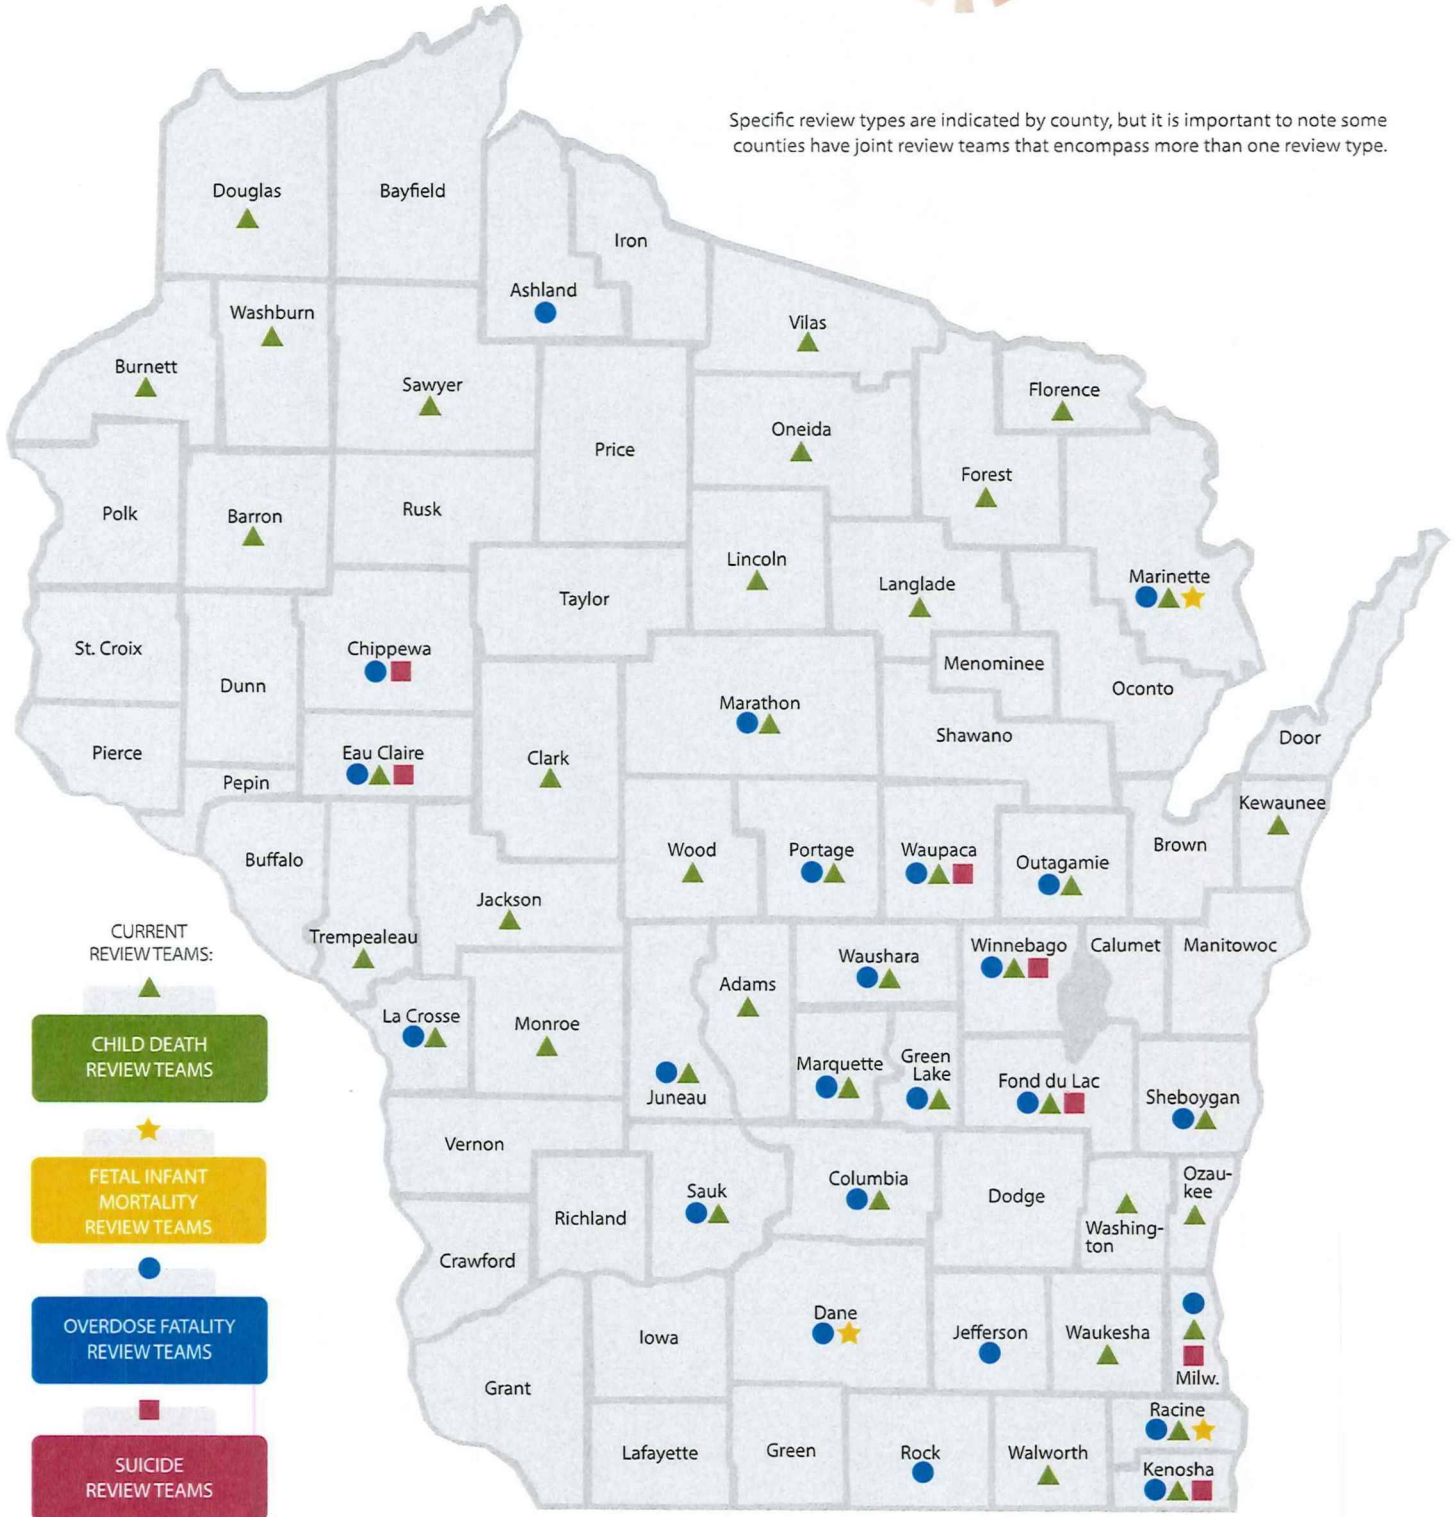 Specific review types are indicated by county, but it is important to note some
counties have joint review teams that encompass more than one review type.
Douglas
Bayfield
Iron
Ashland
Washburn
Vilas
Burnett
Sawyer
Florence
Oneida
Price
Forest
Polk
Barron
Rusk
Lincoln
Langlade
Marinette
Taylor
St. Croix
Chippewa
Menominee
Dunn
Oconto
Marathon
Shawano
Door
Pierce
Eau Claire
Clark
Pepin
Kewaunee
Buffalo
Wood
Portage
Waupaca
Outagamie
Brown
Jackson
Trempealeau
Waushara
Winnebago
Calumet
Manitowoc
Adams
La Crosse
Monroe
Juneau
Marquette
Green
Lake
Fond du Lac
Sheboygan
Vernon
Columbia
Dodge
Ozau-
kee
Sauk
Richland
Washing-
ton
Crawford
Dane
Iowa
Jefferson
Waukesha
Milw.
Grant
Racine
Lafayette
Green
Rock
Walworth
Kenosha
CURRENT
REVIEW TEAMS:
CHILD DEATH
REVIEW TEAMS
FETAL INFANT
MORTALITY
REVIEW TEAMS
OVERDOSE FATALITY
REVIEW TEAMS
SUICIDE
REVIEW TEAMS